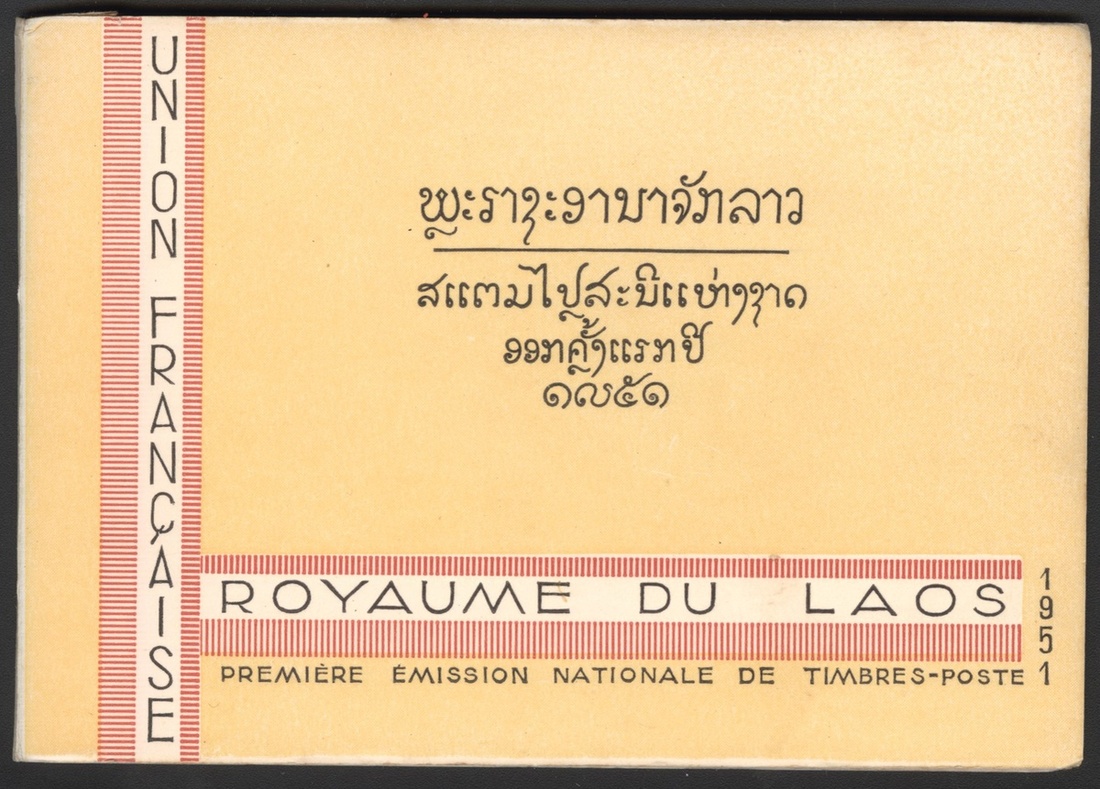 UNION FRANÇAISE
ພຼະຣາຊະອານາຈັກລາວ
ສແຕມໄປຼສະນີແຫ່ງຊາດ
ອອກຄຼັ້ງແຣກປີ
໑໙໕໑
ROYAUME DU LAOS
PREMIÈRE ÉMISSION NATIONALE DE TIMBRES-POSTE
1951